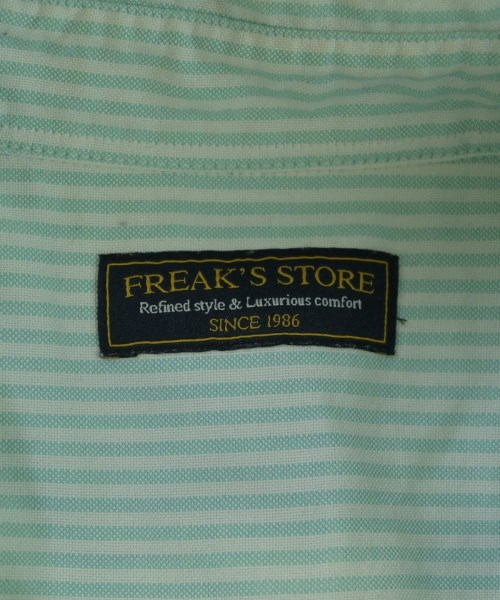 FREAK'S STORE
Refined style & Luxurious comfort
SINCE 1986